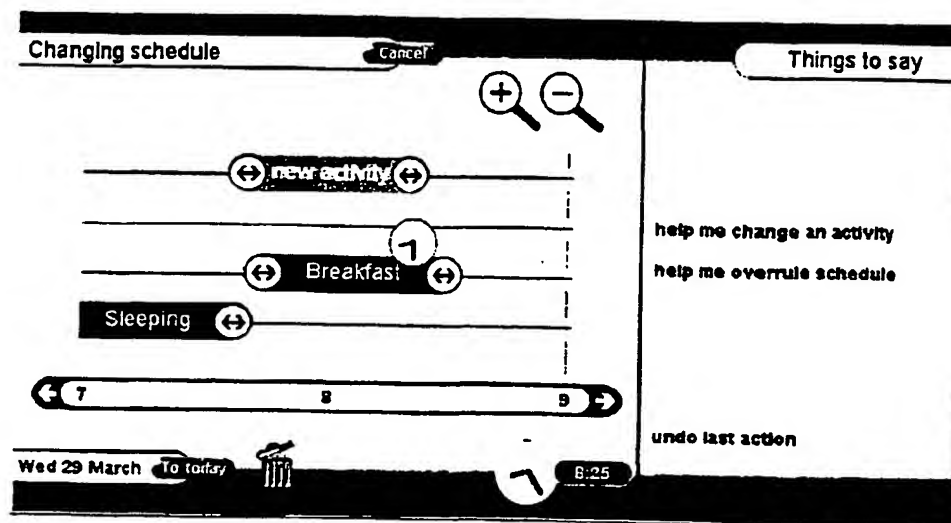 Changing schedule
Cancel
Things to say
new activity
help me change an activity
Breakfast
help me overrule schedule
Sleeping
7 8 9
undo last action
Wed 29 March
To today
8:25